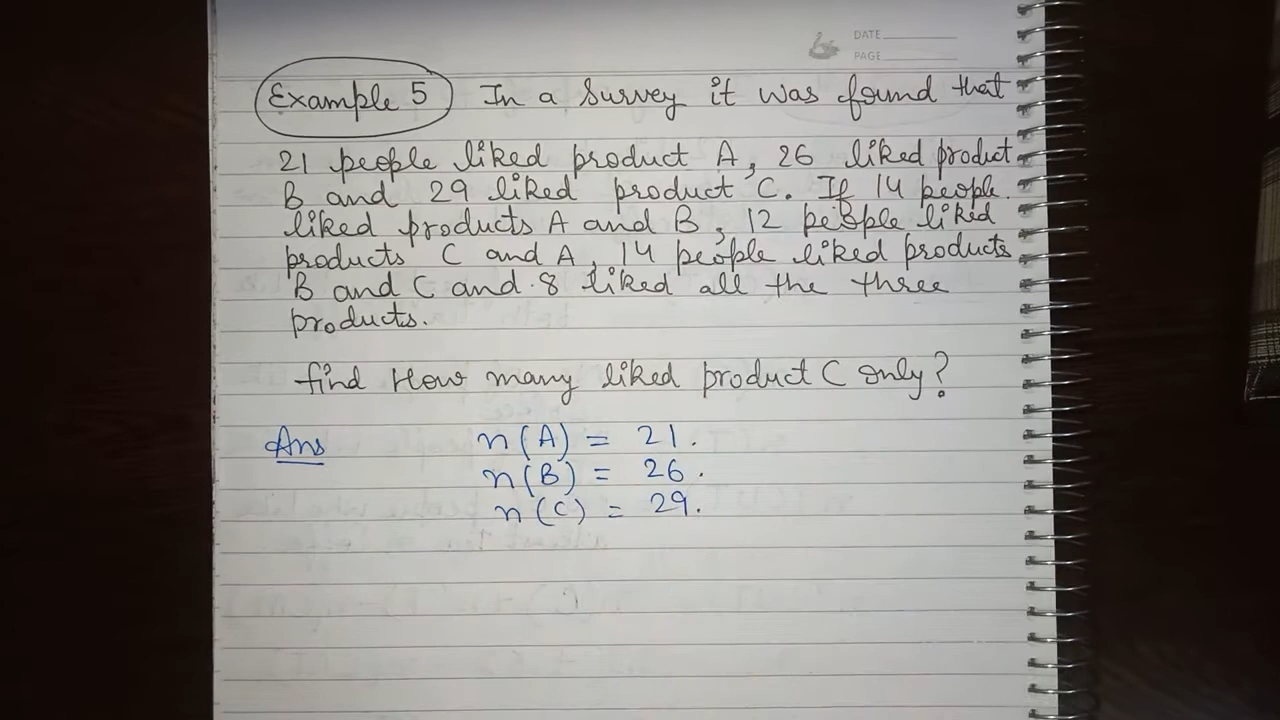 DATE
PAGE
Example 5 In a survey it was found that
21 people liked product A, 26 liked product
B and 29 liked product C. If 14 people
liked products A and B, 12 people liked
products C and A, 14 people liked products
B and C and 8 liked all the three
products.
find How many liked product C only?
Ans n(A) = 21.
n(B) = 26.
n(C) = 29.